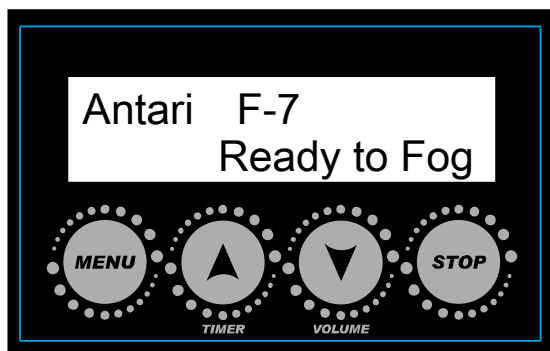 Antari F-7
Ready to Fog
MENU
STOP
TIMER
VOLUME